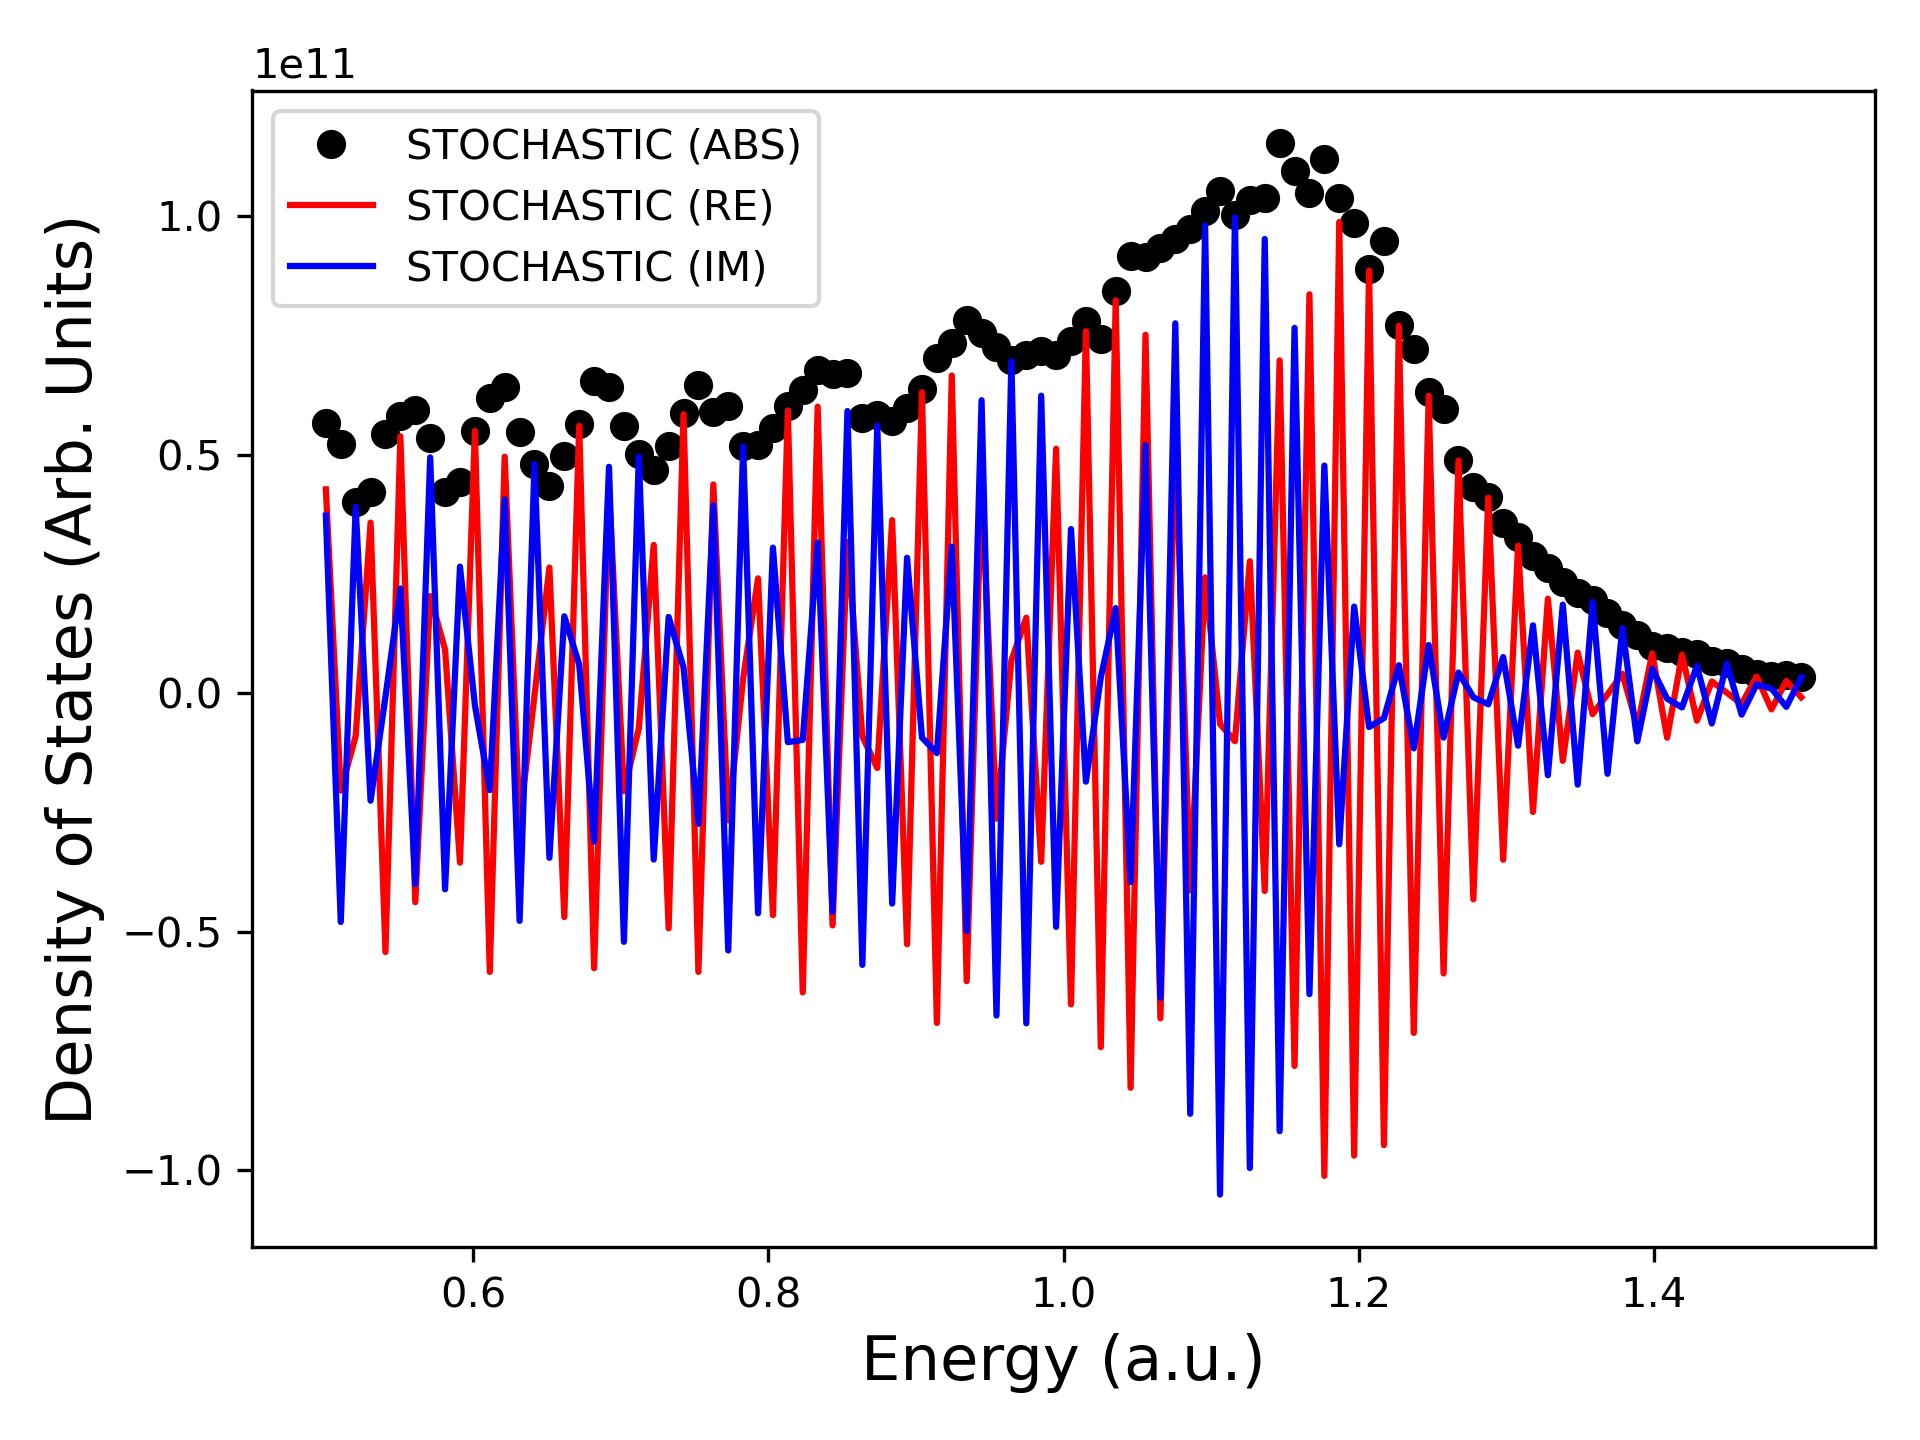 1e11
STOCHASTIC (ABS)
STOCHASTIC (RE)
STOCHASTIC (IM)
Density of States (Arb. Units)
1.0
0.5
0.0
−0.5
−1.0
0.6 0.8 1.0 1.2 1.4
Energy (a.u.)